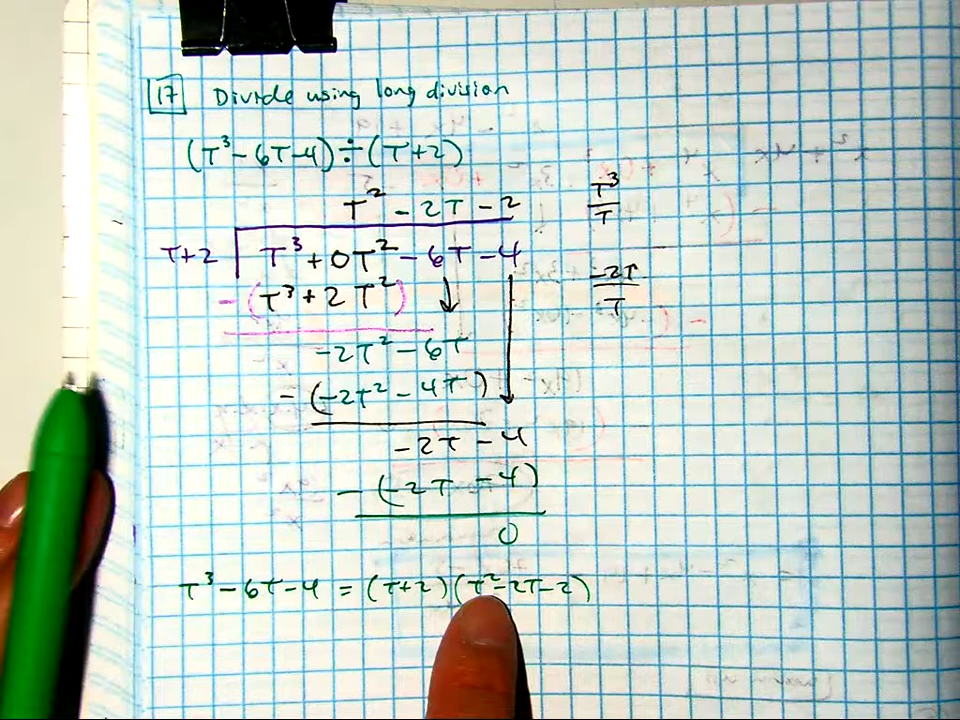 17 Divide using long division
(T³ - 6T - 4) ÷ (T + 2)
T² - 2T - 2
T³/T
T+2 T³ + 0T² - 6T - 4
-2T/T
- (T³ + 2T²)
-2T² - 6T
- (-2T² - 4T)
-2T - 4
- (-2T - 4)
0
T³ - 6T - 4 = (T+2)(T² - 2T - 2)